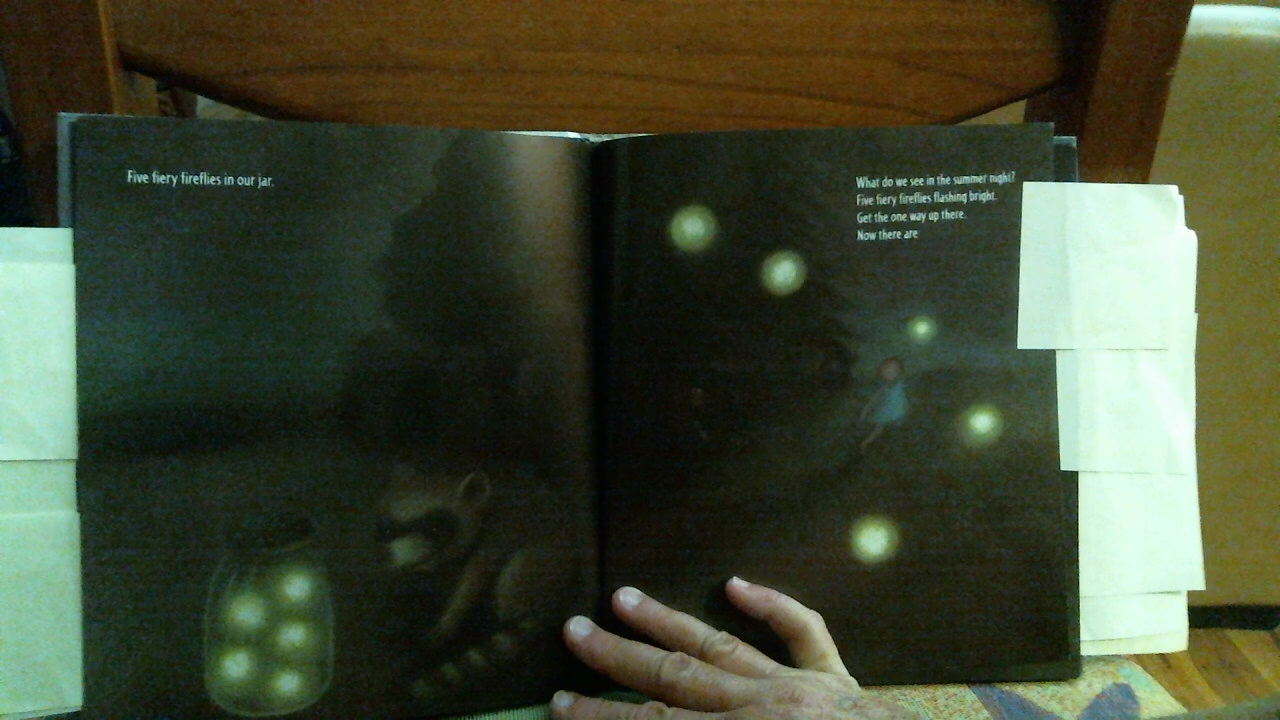 Five fiery fireflies in our jar.
What do we see in the summer night?
Five fiery fireflies flashing bright.
Get the one way up there.
Now there are